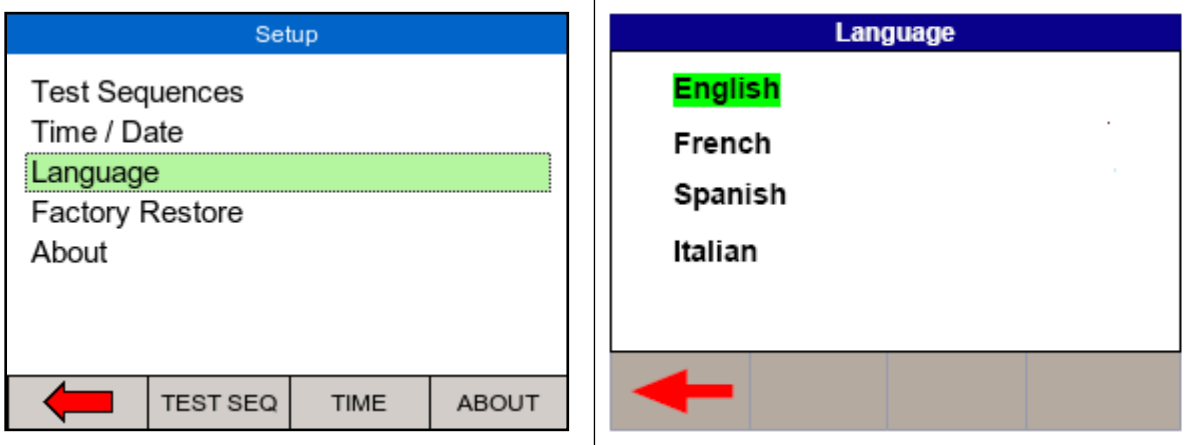 Setup
Test Sequences
Time / Date
Language
Factory Restore
About
TEST SEQ TIME ABOUT
Language
English
French
Spanish
Italian